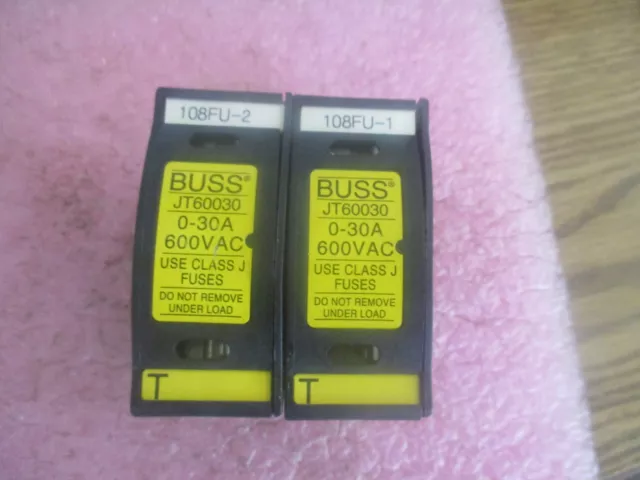 108FU-2
BUSS®
JT60030
0-30A
600VAC
USE CLASS J
FUSES
DO NOT REMOVE
UNDER LOAD
T
108FU-1
BUSS®
JT60030
0-30A
600VAC
USE CLASS J
FUSES
DO NOT REMOVE
UNDER LOAD
T